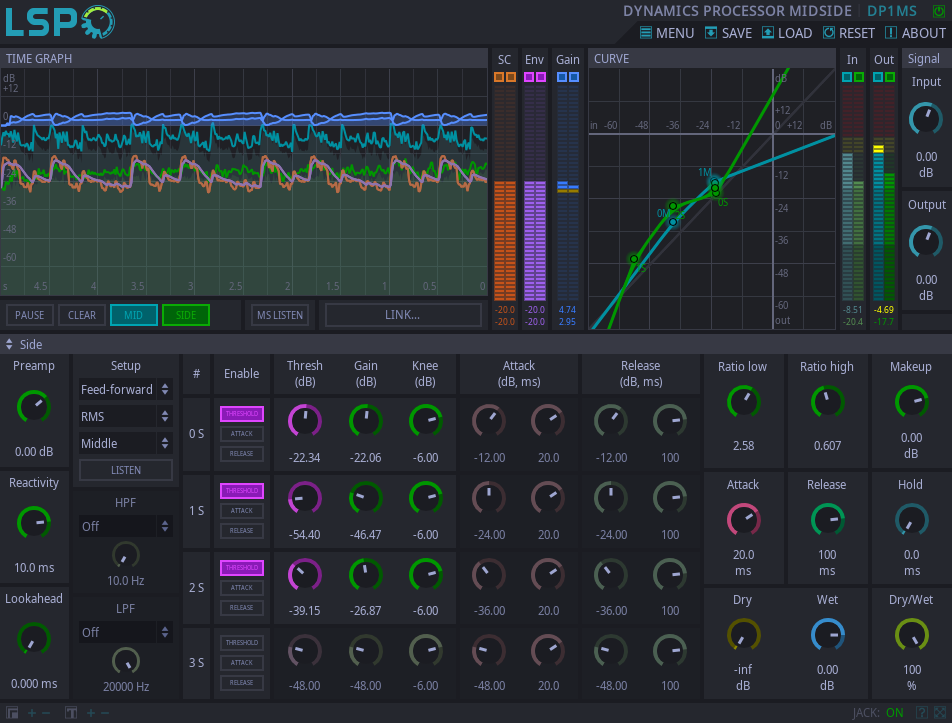 LSP
DYNAMICS PROCESSOR MIDSIDE DP1MS
MENU SAVE LOAD RESET ABOUT
TIME GRAPH
SC Env Gain
CURVE
In Out
Signal
dB
+12
0
-12
-24
-36
-48
-60
s 4.5 4 3.5 3 2.5 2 1.5 1 0.5 0
-20.0 -20.0 4.74
-20.0 -20.0 2.95
dB
+12
in -60 -48 -36 -24 -12 0 +12 dB
-12
-24
-36
-48
-60
out
1M
0S
0M
-8.51 -4.69
-20.4 -17.7
Input
0.00
dB
Output
0.00
dB
PAUSE CLEAR MID SIDE MS LISTEN LINK...
Side
Preamp
0.00 dB
Reactivity
10.0 ms
Lookahead
0.000 ms
Setup
Feed-forward
RMS
Middle
LISTEN
HPF
Off
10.0 Hz
LPF
Off
20000 Hz
# Enable Thresh (dB) Gain (dB) Knee (dB) Attack (dB, ms) Release (dB, ms)
0 S THRESHOLD ATTACK RELEASE -22.34 -22.06 -6.00 -12.00 20.0 -12.00 100
1 S THRESHOLD ATTACK RELEASE -54.40 -46.47 -6.00 -24.00 20.0 -24.00 100
2 S THRESHOLD ATTACK RELEASE -39.15 -26.87 -6.00 -36.00 20.0 -36.00 100
3 S THRESHOLD ATTACK RELEASE -48.00 -48.00 -6.00 -48.00 20.0 -48.00 100
Ratio low Ratio high Makeup
2.58 0.607 0.00
dB
Attack Release Hold
20.0 100 0.0
ms ms ms
Dry Wet Dry/Wet
-inf 0.00 100
dB dB %
JACK: ON